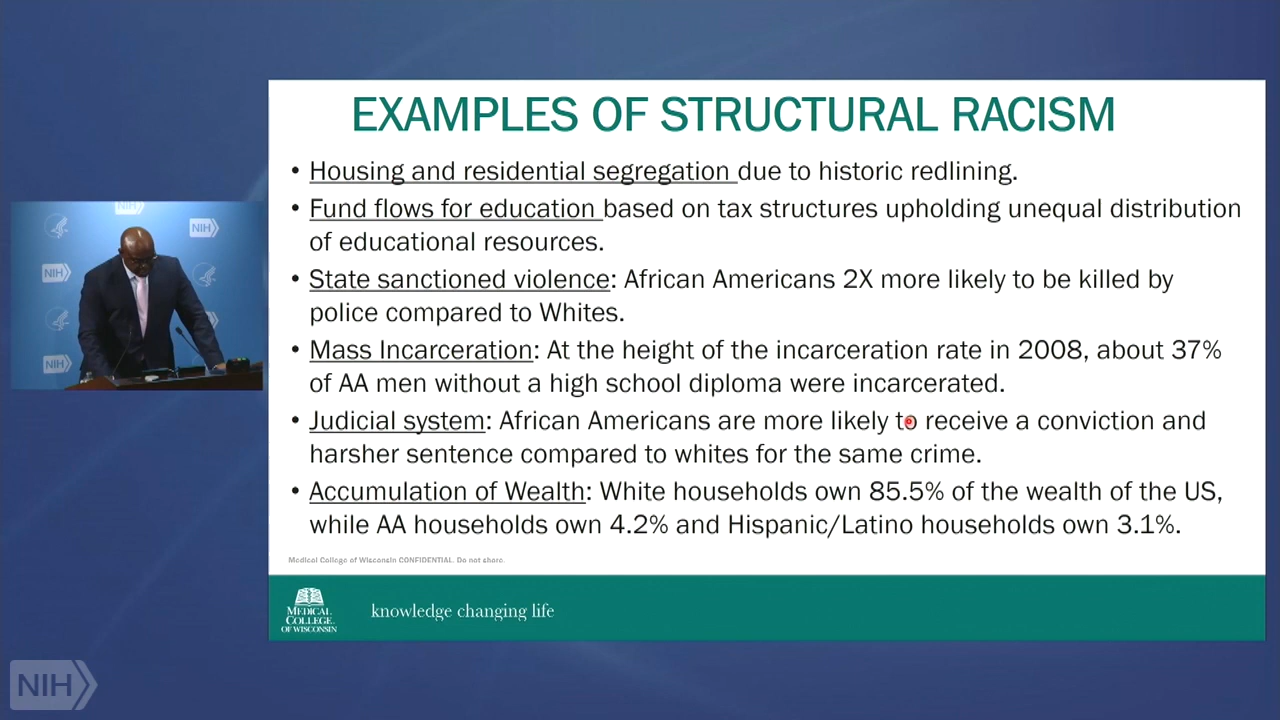 EXAMPLES OF STRUCTURAL RACISM
• Housing and residential segregation due to historic redlining.
• Fund flows for education based on tax structures upholding unequal distribution
of educational resources.
• State sanctioned violence: African Americans 2X more likely to be killed by
police compared to Whites.
• Mass Incarceration: At the height of the incarceration rate in 2008, about 37%
of AA men without a high school diploma were incarcerated.
• Judicial system: African Americans are more likely to receive a conviction and
harsher sentence compared to whites for the same crime.
• Accumulation of Wealth: White households own 85.5% of the wealth of the US,
while AA households own 4.2% and Hispanic/Latino households own 3.1%.
Medical College of Wisconsin CONFIDENTIAL. Do not share.
MEDICAL
COLLEGE
OF WISCONSIN
knowledge changing life
NIH
NIH
NIH
NIH
NIH